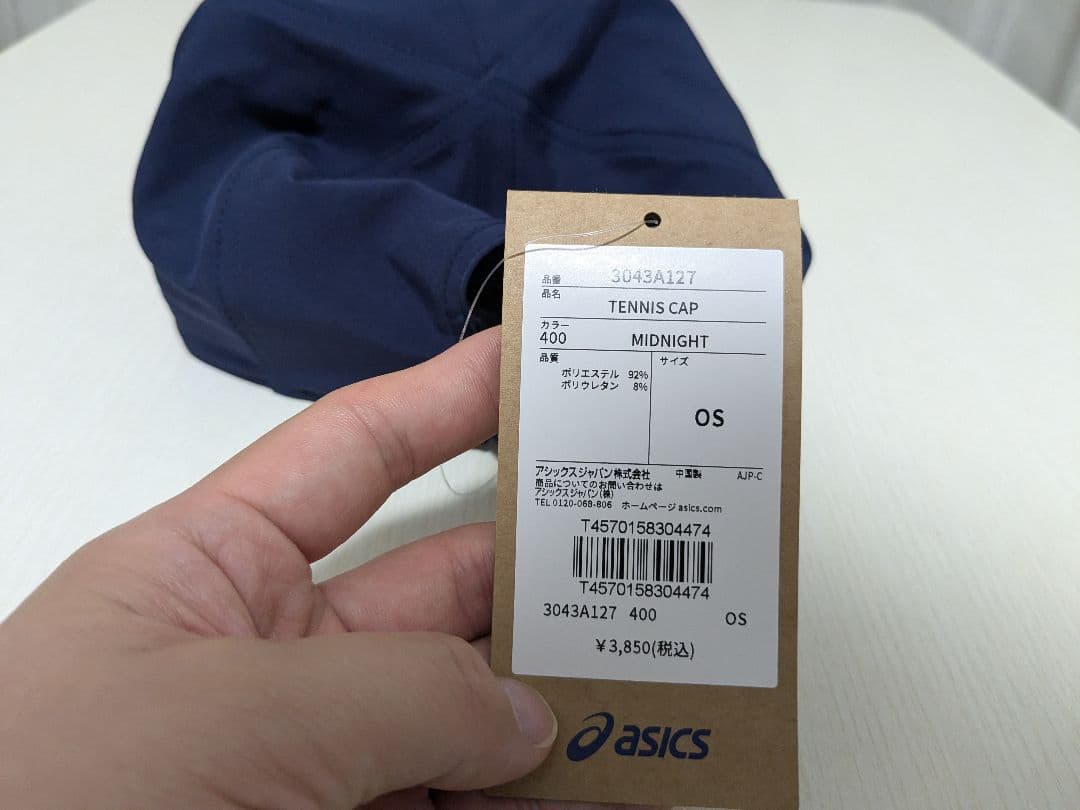 品番 3043A127
品名
TENNIS CAP
カラー
400 MIDNIGHT
品質 サイズ
ポリエステル 92%
ポリウレタン 8%
OS
アシックスジャパン株式会社 中国製 AJP-C
商品についてのお問い合わせは
アシックスジャパン(株)
TEL 0120-068-806 ホームページ asics.com
T4570158304474
T4570158304474
3043A127 400 OS
¥3,850(税込)
asics